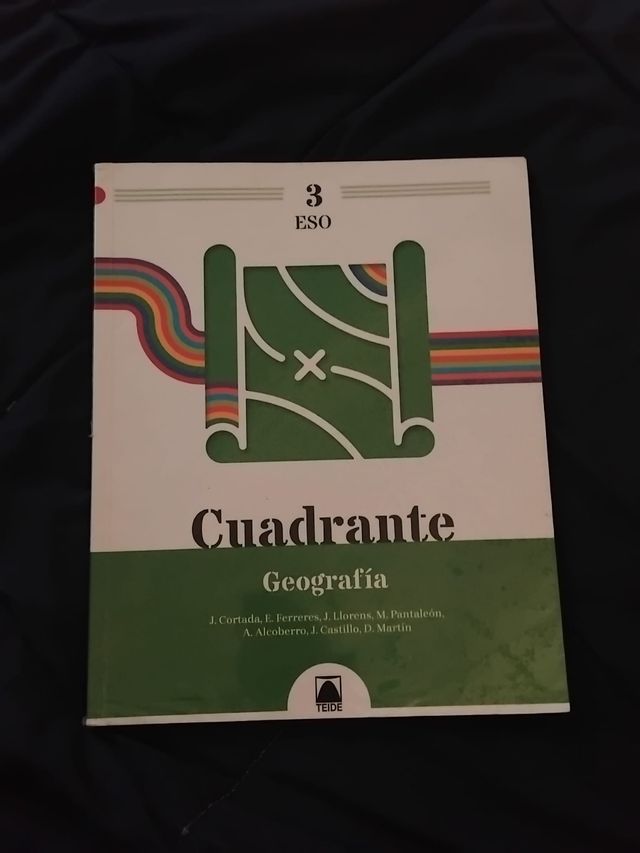 3
ESO
Cuadrante
Geografía
J. Cortada, E. Ferreres, J. Llorens, M. Pantaleón,
A. Alcoberro, J. Castillo, D. Martín
TEIDE